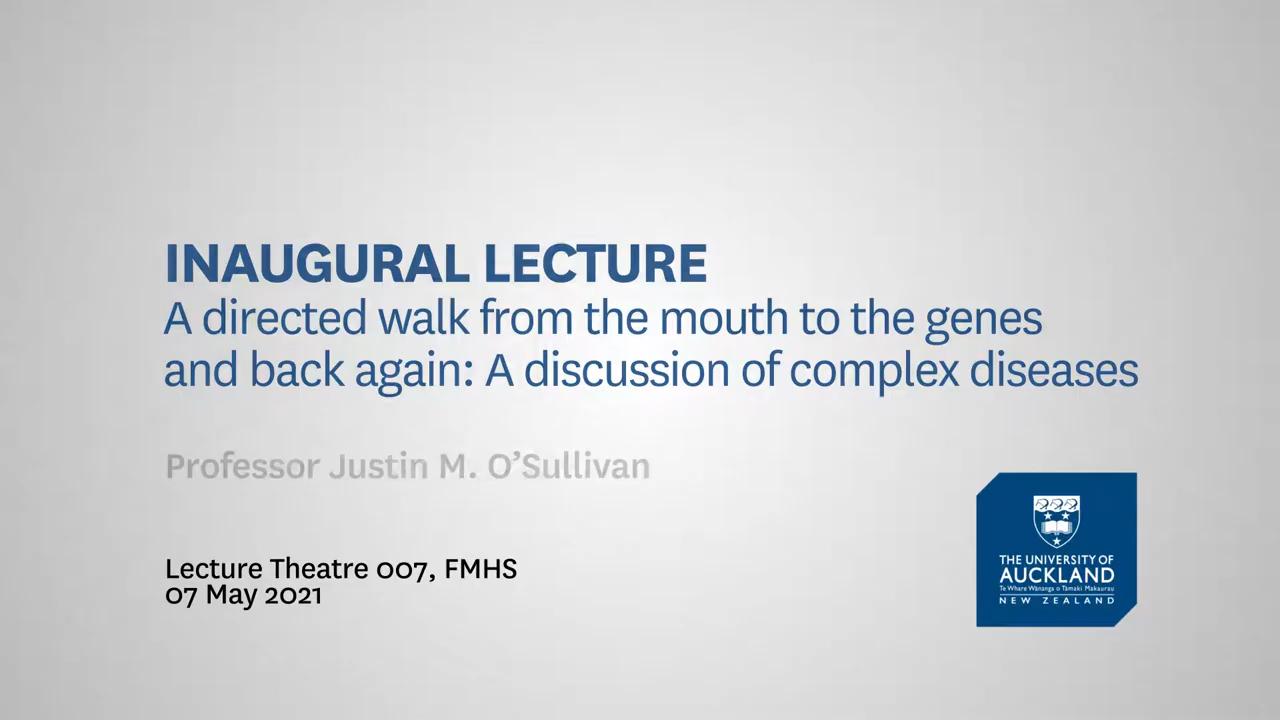 INAUGURAL LECTURE
A directed walk from the mouth to the genes
and back again: A discussion of complex diseases
Professor Justin M. O’Sullivan
Lecture Theatre 007, FMHS
07 May 2021
THE UNIVERSITY OF
AUCKLAND
Te Whare Wānanga o Tāmaki Makaurau
NEW ZEALAND